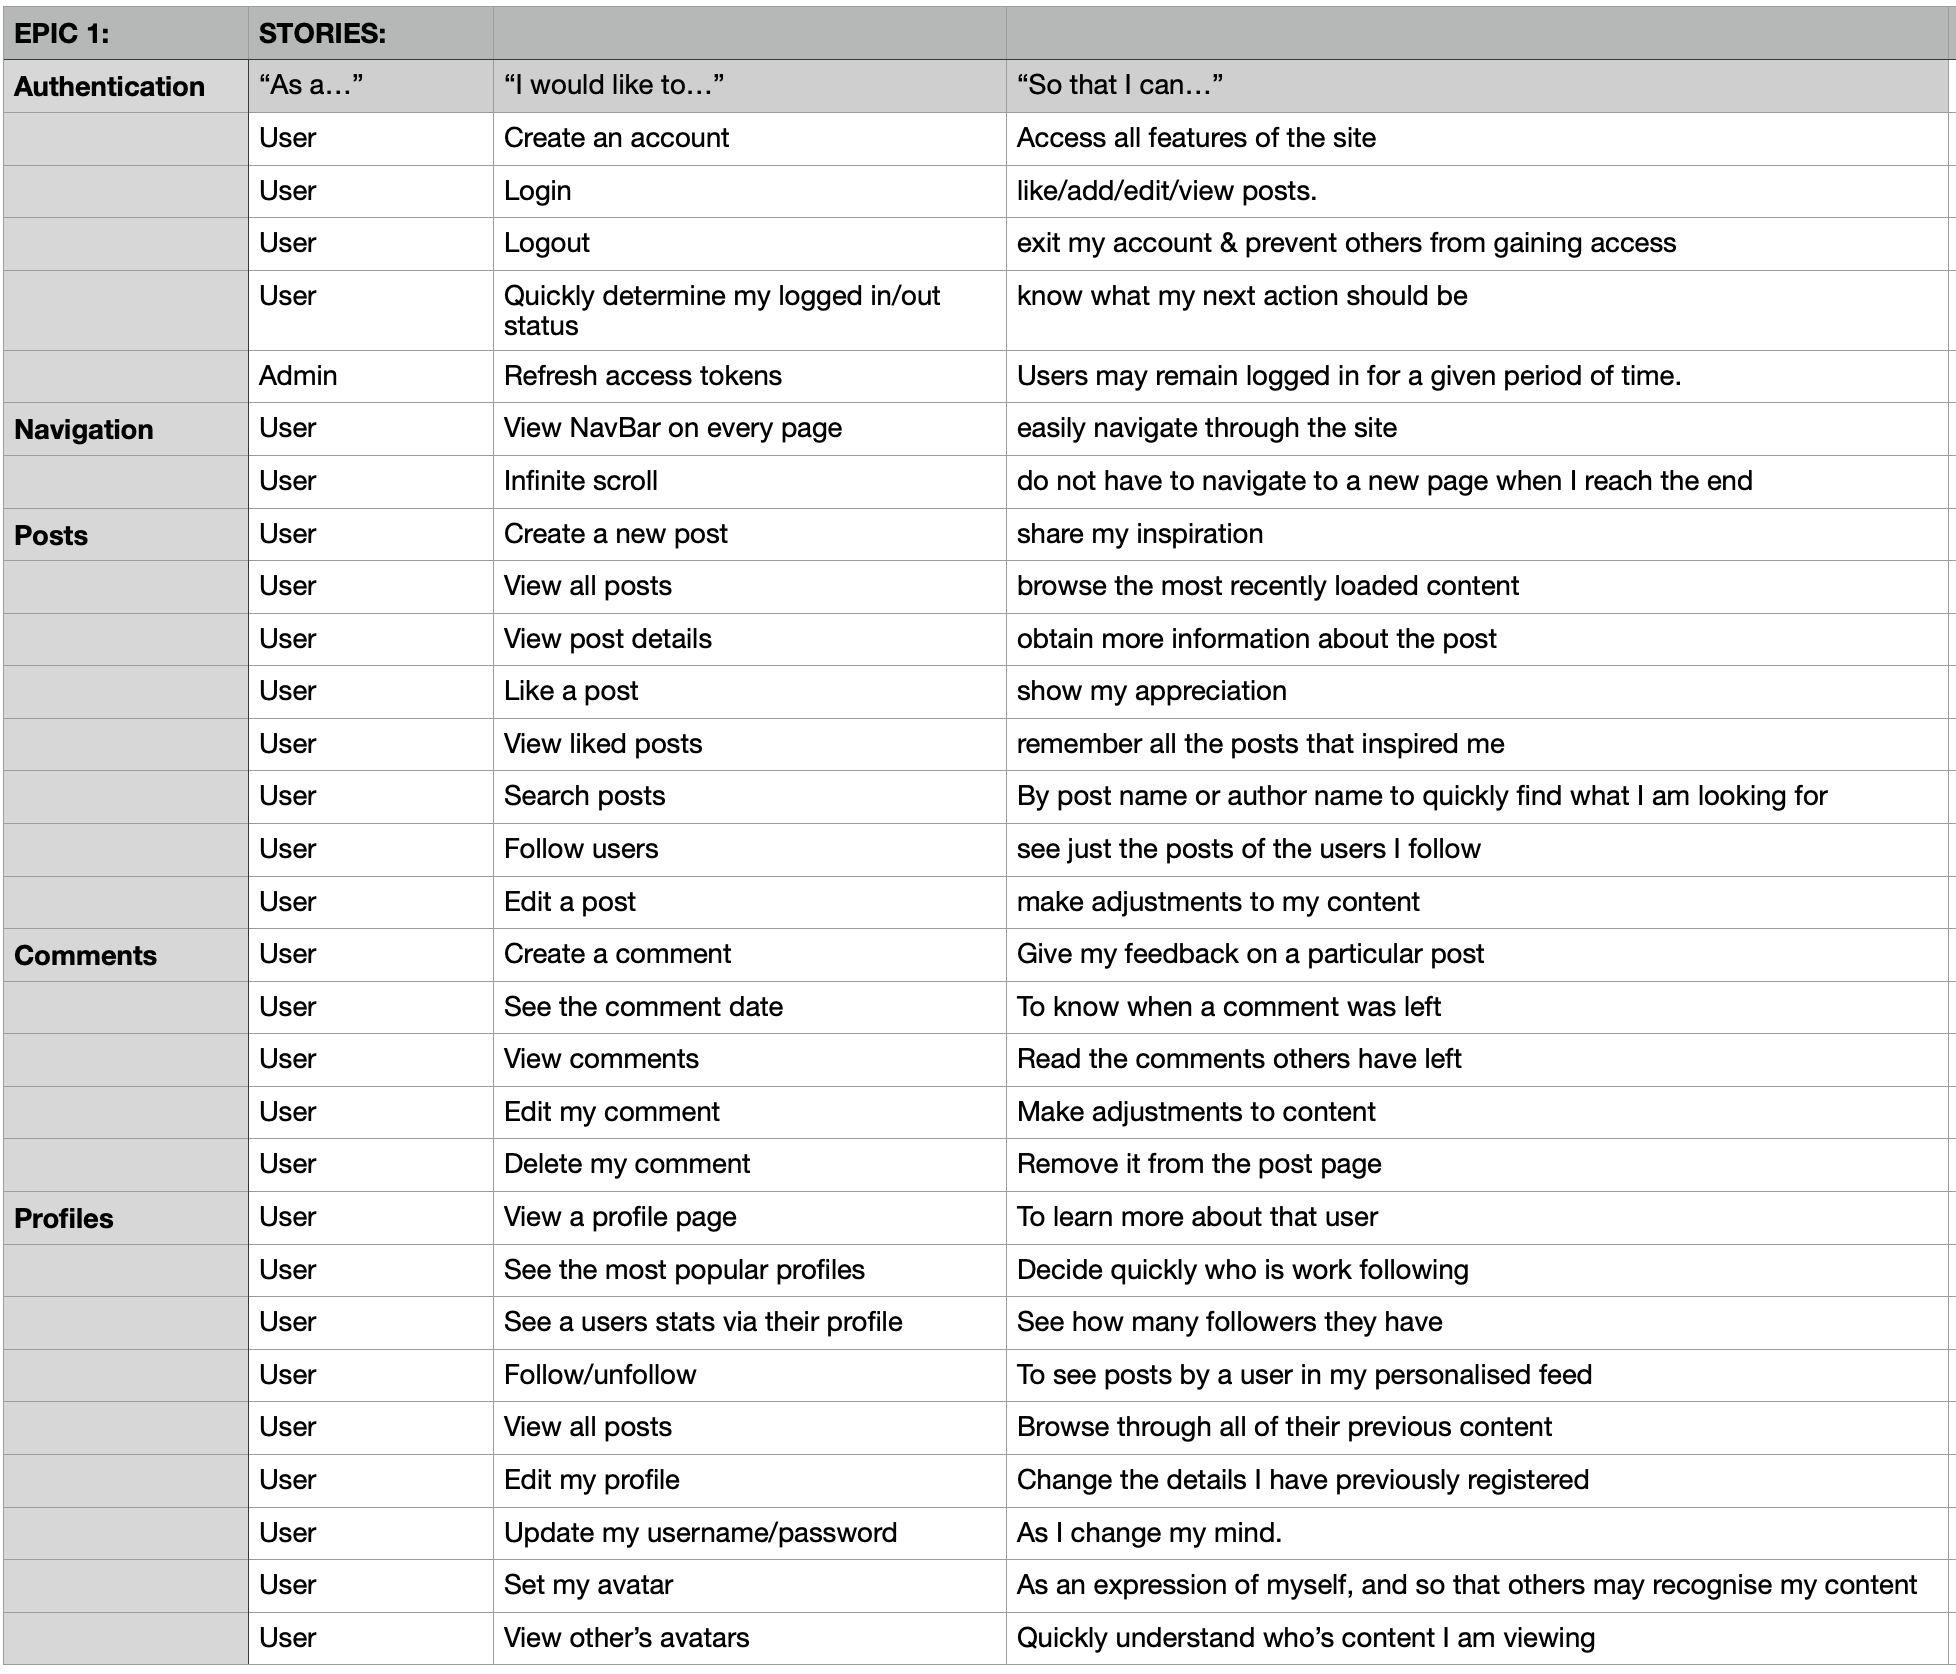 EPIC 1: STORIES:
Authentication “As a…” “I would like to…” “So that I can…”
User Create an account Access all features of the site
User Login like/add/edit/view posts.
User Logout exit my account & prevent others from gaining access
User Quickly determine my logged in/out know what my next action should be
status
Admin Refresh access tokens Users may remain logged in for a given period of time.
Navigation User View NavBar on every page easily navigate through the site
User Infinite scroll do not have to navigate to a new page when I reach the end
Posts User Create a new post share my inspiration
User View all posts browse the most recently loaded content
User View post details obtain more information about the post
User Like a post show my appreciation
User View liked posts remember all the posts that inspired me
User Search posts By post name or author name to quickly find what I am looking for
User Follow users see just the posts of the users I follow
User Edit a post make adjustments to my content
Comments User Create a comment Give my feedback on a particular post
User See the comment date To know when a comment was left
User View comments Read the comments others have left
User Edit my comment Make adjustments to content
User Delete my comment Remove it from the post page
Profiles User View a profile page To learn more about that user
User See the most popular profiles Decide quickly who is work following
User See a users stats via their profile See how many followers they have
User Follow/unfollow To see posts by a user in my personalised feed
User View all posts Browse through all of their previous content
User Edit my profile Change the details I have previously registered
User Update my username/password As I change my mind.
User Set my avatar As an expression of myself, and so that others may recognise my content
User View other’s avatars Quickly understand who’s content I am viewing